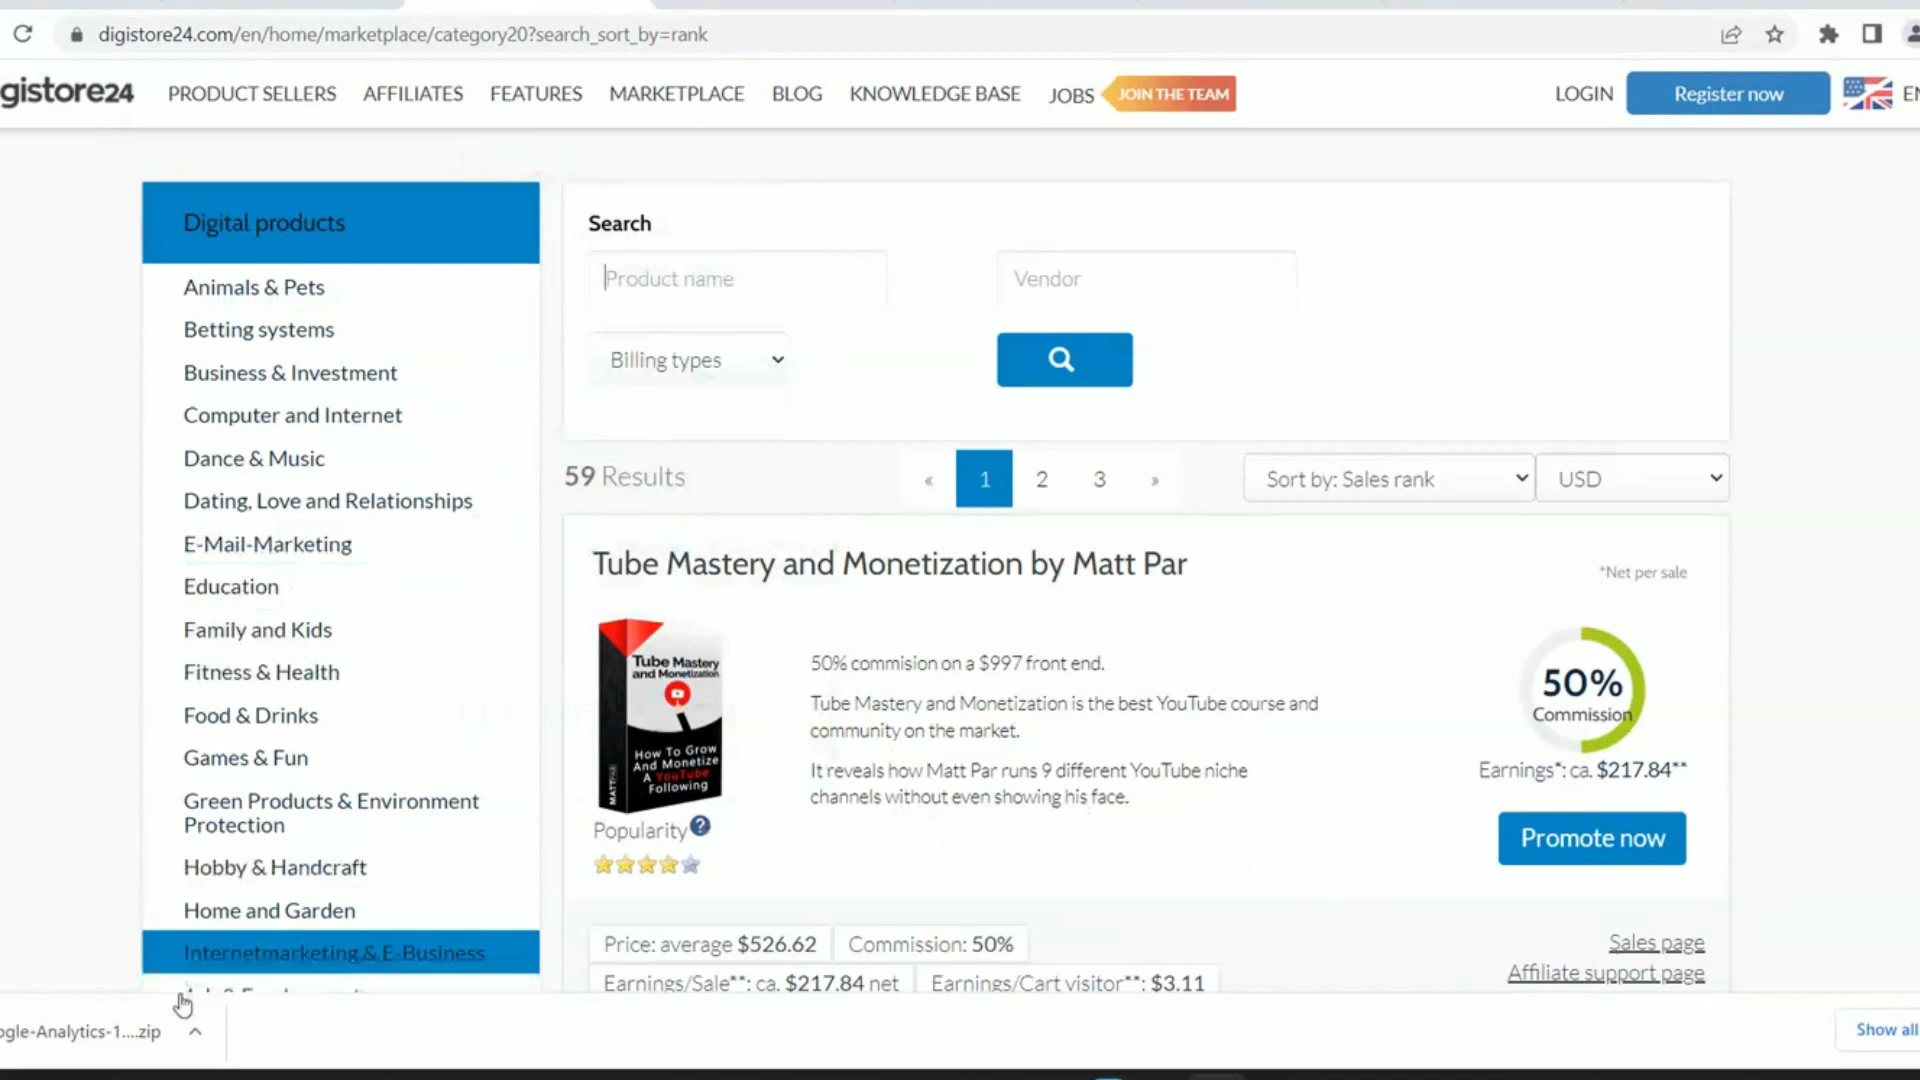 digistore24.com/en/home/marketplace/category20?search_sort_by=rank
gistore24
PRODUCT SELLERS
AFFILIATES
FEATURES
MARKETPLACE
BLOG
KNOWLEDGE BASE
JOBS
JOIN THE TEAM
LOGIN
Register now
EN
Digital products
Animals & Pets
Betting systems
Business & Investment
Computer and Internet
Dance & Music
Dating, Love and Relationships
E-Mail-Marketing
Education
Family and Kids
Fitness & Health
Food & Drinks
Games & Fun
Green Products & Environment
Protection
Hobby & Handcraft
Home and Garden
Internetmarketing & E-Business
Search
Product name
Vendor
Billing types
59 Results
«
1
2
3
»
Sort by: Sales rank
USD
Tube Mastery and Monetization by Matt Par
*Net per sale
Tube Mastery
and Monetization
How To Grow
And Monetize
A YouTube
Following
MATT PAR
50% commision on a $997 front end.
Tube Mastery and Monetization is the best YouTube course and
community on the market.
It reveals how Matt Par runs 9 different YouTube niche
channels without even showing his face.
50%
Commission
Earnings*: ca. $217.84**
Promote now
Popularity
?
Price: average $526.62
Commission: 50%
Earnings/Sale**: ca. $217.84 net
Earnings/Cart visitor**: $3.11
Sales page
Affiliate support page
ogle-Analytics-1....zip
Show all